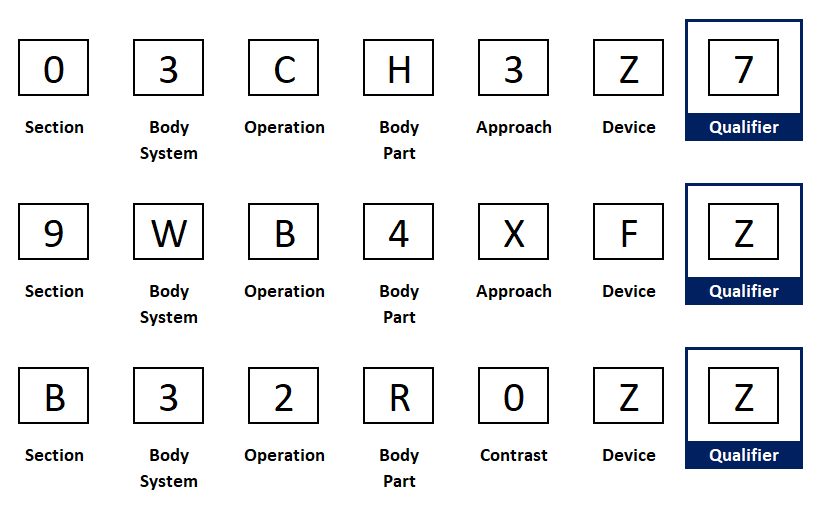 0 3 C H 3 Z 7
Section Body Operation Body Approach Device Qualifier
System Part
9 W B 4 X F Z
Section Body Operation Body Approach Device Qualifier
System Part
B 3 2 R 0 Z Z
Section Body Operation Body Contrast Device Qualifier
System Part